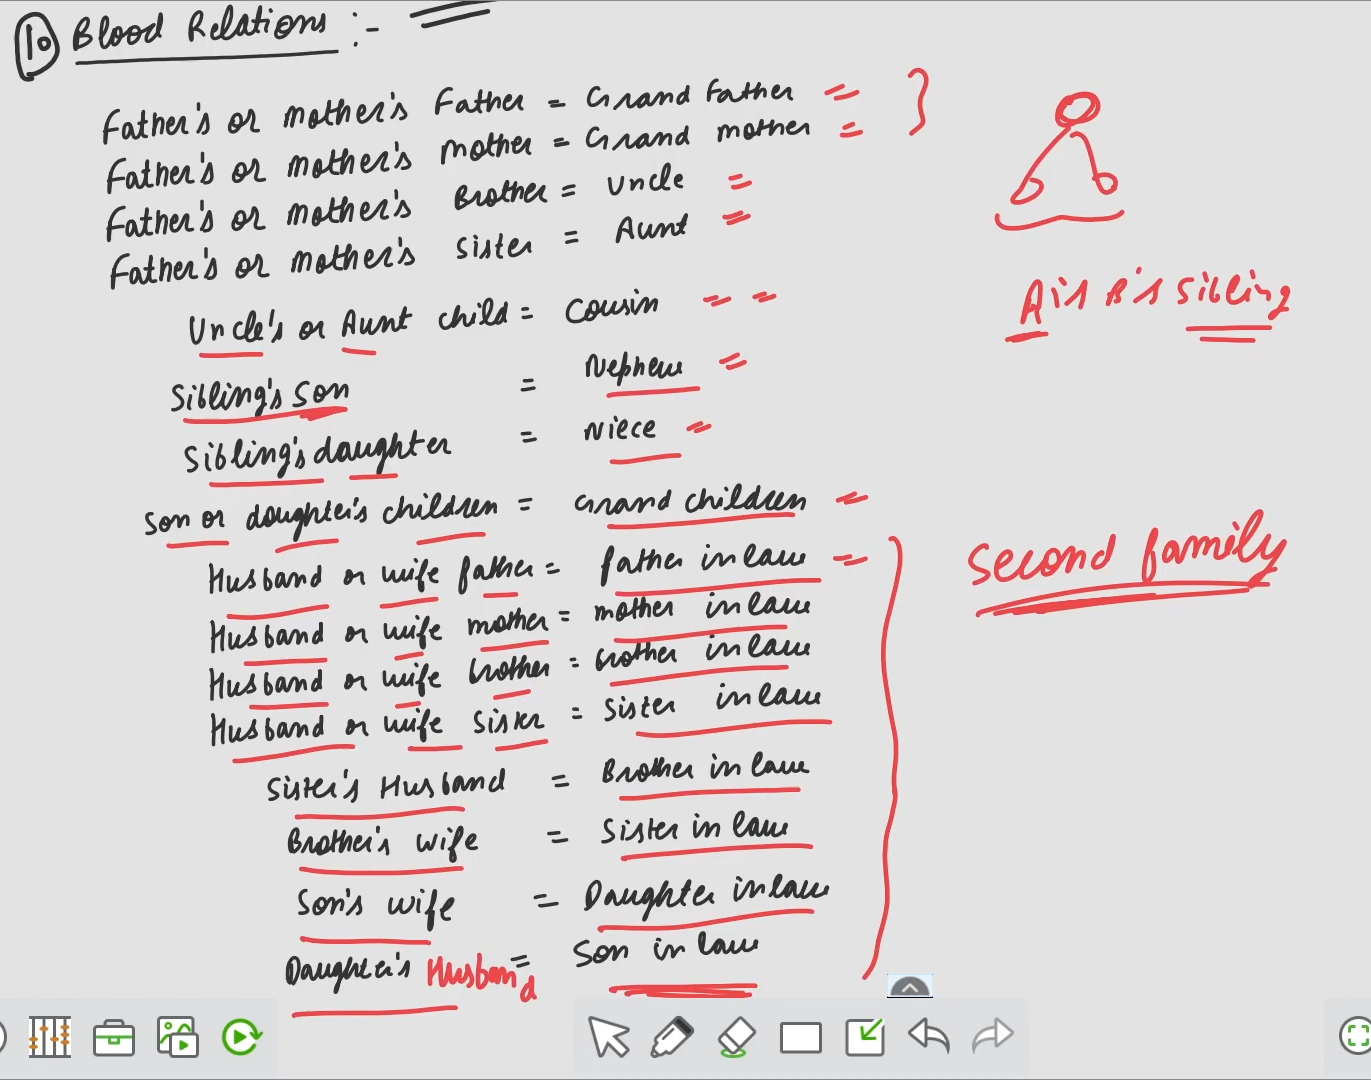 10 Blood Relations :-
Father's or mother's Father = Grand Father
Father's or mother's mother = Grand mother
Father's or mother's Brother = Uncle
Father's or mother's Sister = Aunt
Uncle's or Aunt child = Cousin
A is B's Sibling
Sibling's Son = Nephew
Sibling's daughter = Niece
Son or daughter's children = Grand children
Second family
Husband or wife father = father in law
Husband or wife mother = mother in law
Husband or wife brother = brother in law
Husband or wife Sister = Sister in law
Sister's Husband = Brother in law
Brother's wife = Sister in law
Son's wife = Daughter in law
Daughter's Husband = Son in law